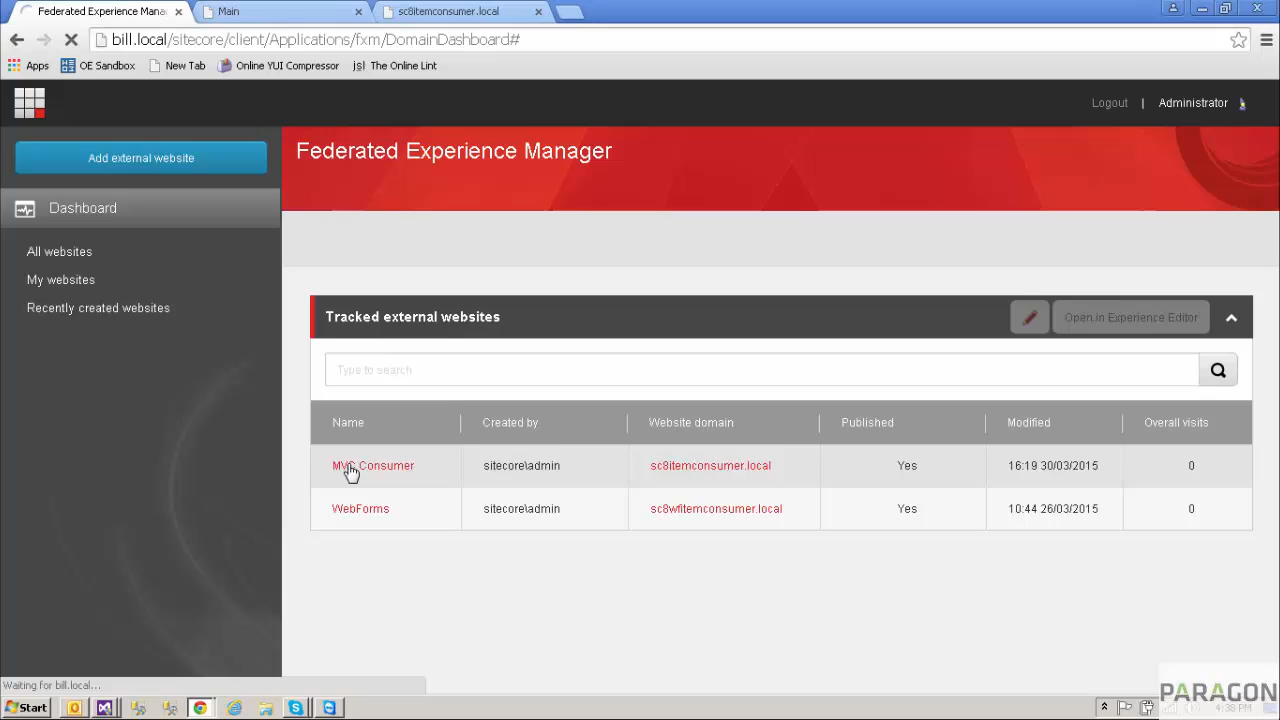 Federated Experience Mana
Main
sc8itemconsumer.local
bill.local/sitecore/client/Applications/fxm/DomainDashboard#
Apps
OE Sandbox
New Tab
Online YUI Compressor
js!
The Online Lint
Logout | Administrator
Add external website
Federated Experience Manager
Dashboard
All websites
My websites
Recently created websites
Tracked external websites
Open in Experience Editor
Type to search
Name Created by Website domain Published Modified Overall visits
MVC Consumer sitecore\admin sc8itemconsumer.local Yes 16:19 30/03/2015 0
WebForms sitecore\admin sc8wfitemconsumer.local Yes 10:44 26/03/2015 0
Waiting for bill.local...
PARAGON
Start
4:38 PM